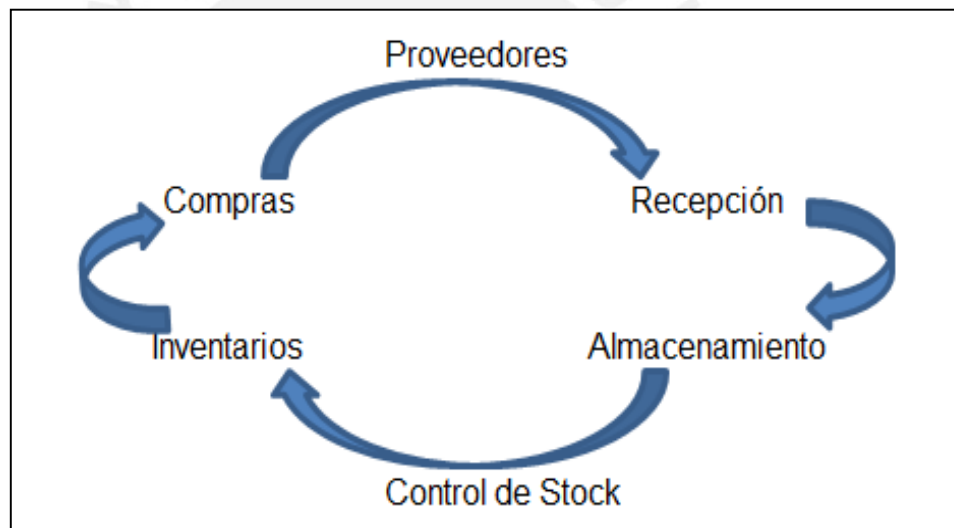 Proveedores
Compras
Recepción
Inventarios
Almacenamiento
Control de Stock